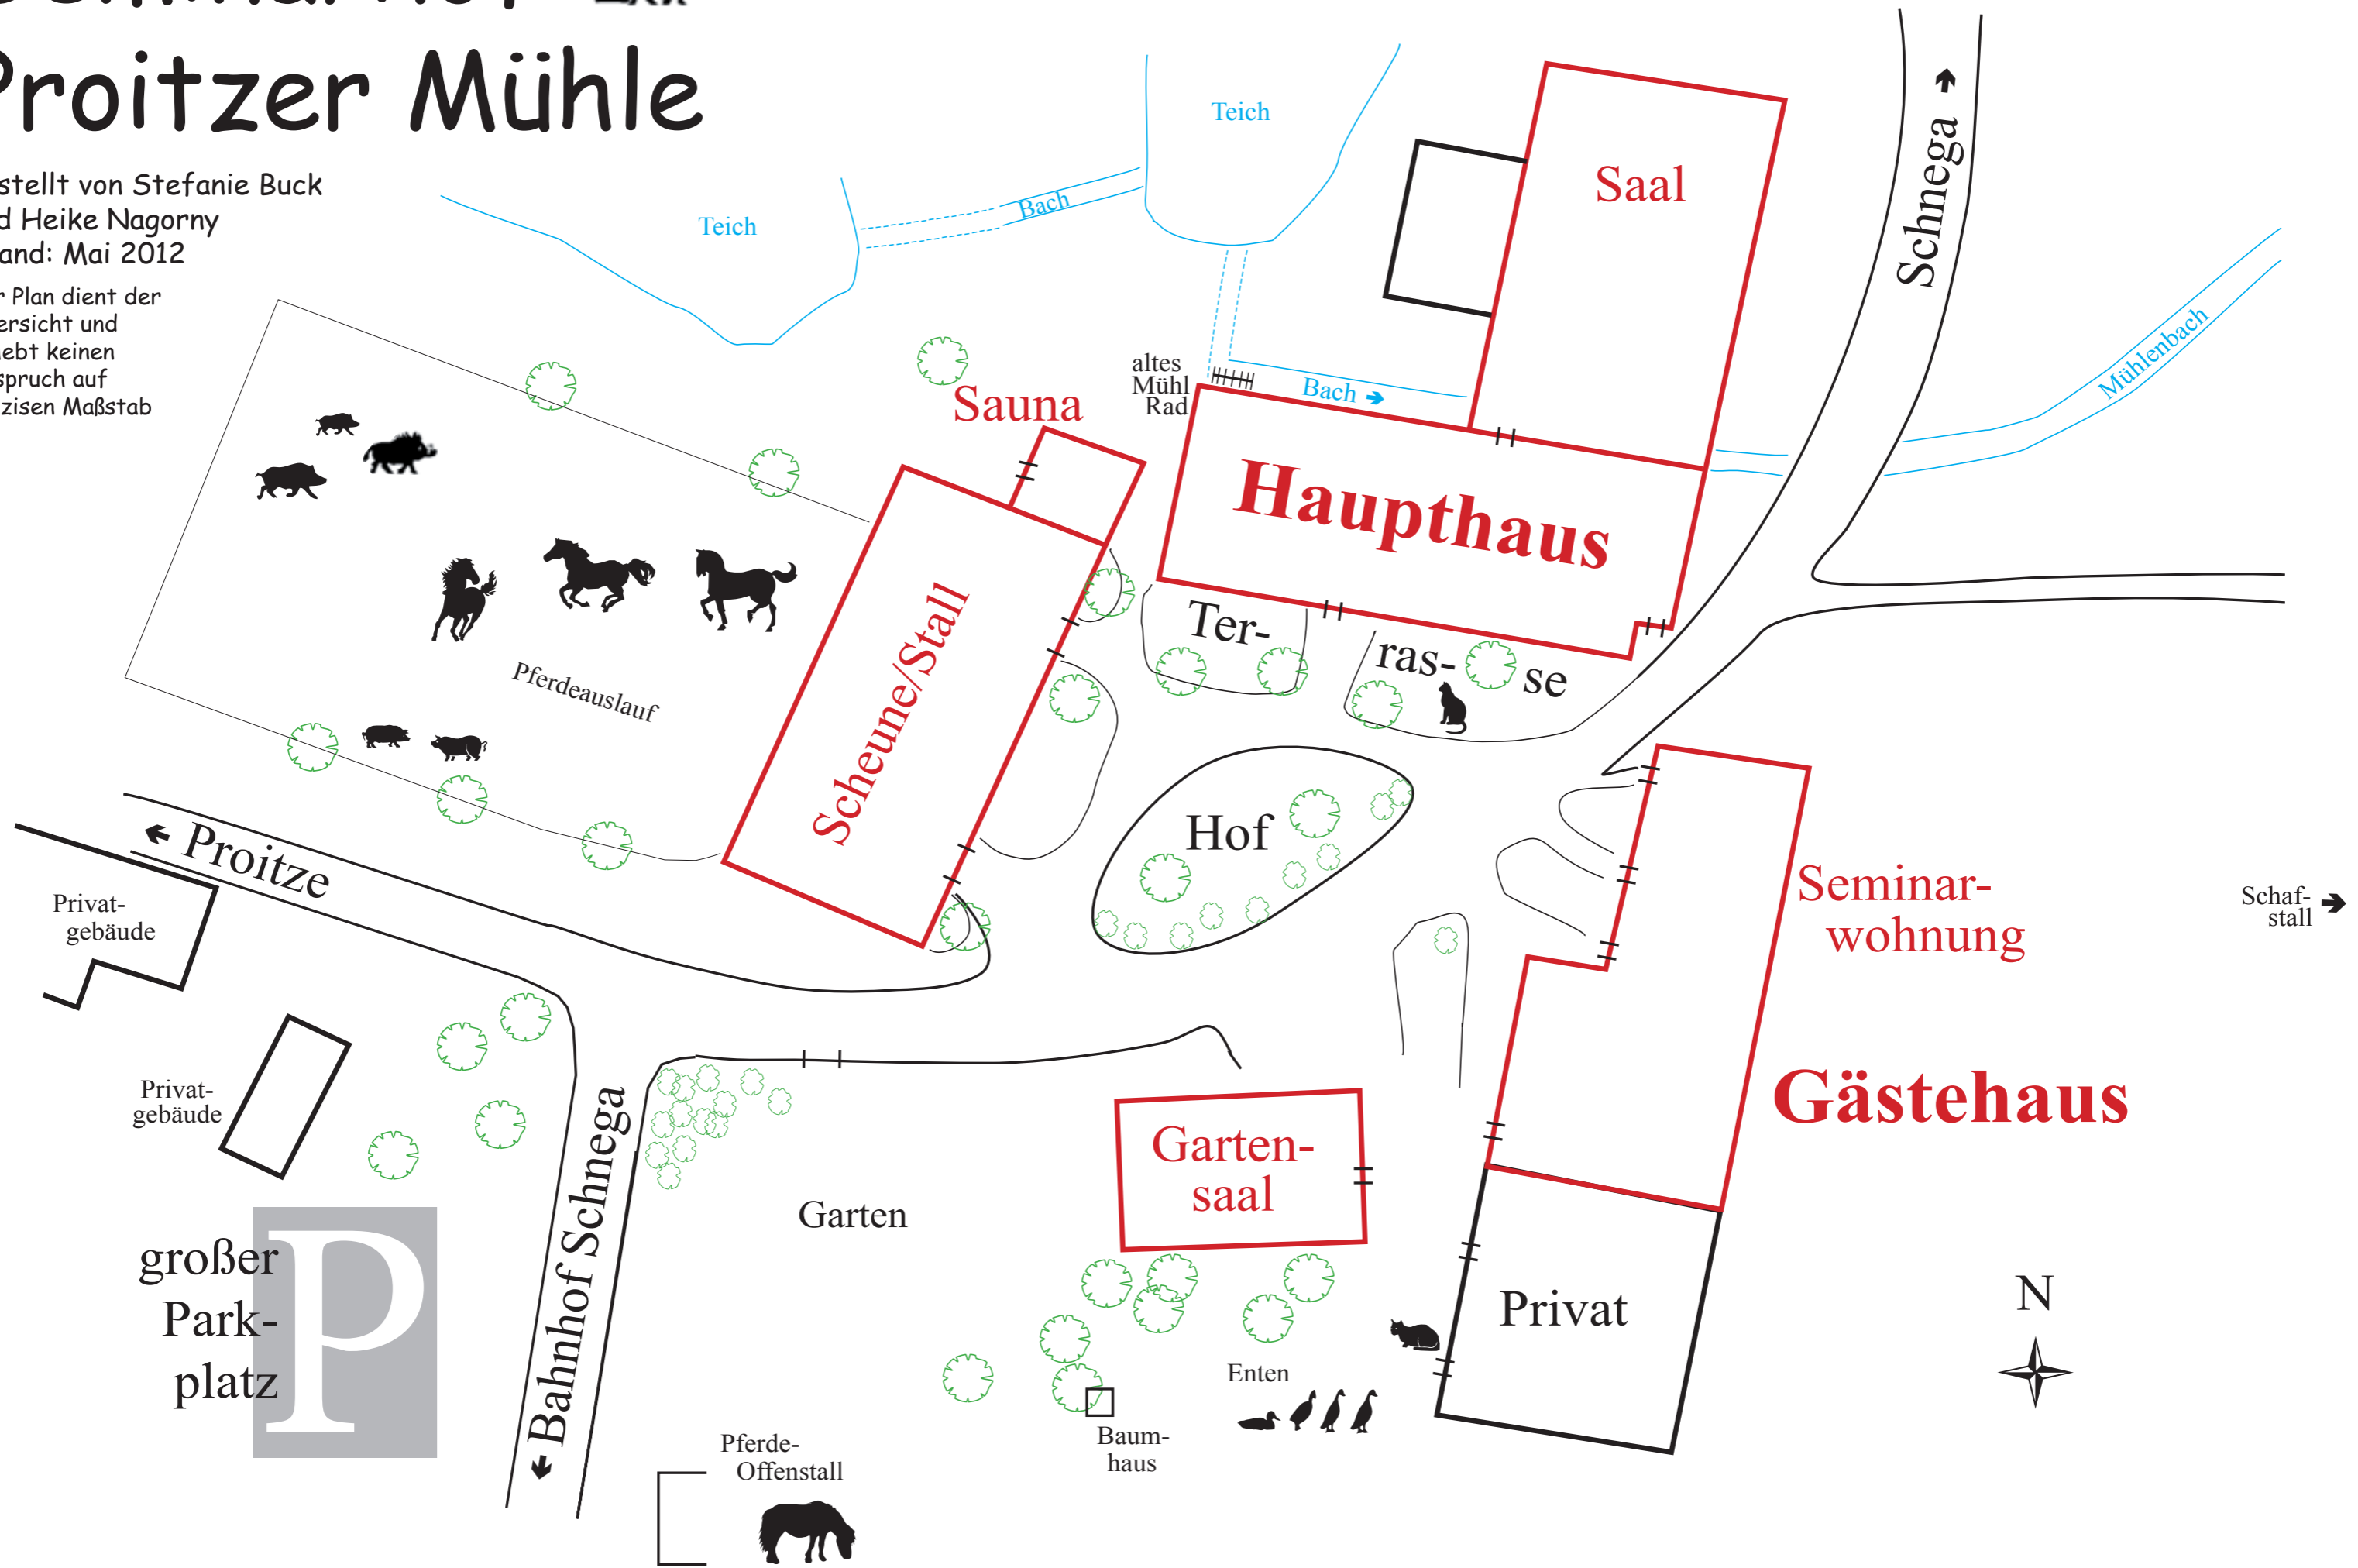 Proitzer Mühle
stellt von Stefanie Buck
d Heike Nagorny
and: Mai 2012
r Plan dient der
ersicht und
ebt keinen
spruch auf
zisen Maßstab
Teich
Bach
Teich
Saal
Schnega
Mühlenbach
altes
Mühl
Rad
Bach
Sauna
Haupthaus
Scheune/Stall
Pferdeauslauf
Ter-
ras-
se
Hof
Proitze
Privat-
gebäude
Privat-
gebäude
Seminar-
wohnung
Schaf-
stall
Gästehaus
Garten-
saal
Garten
Bahnhof Schnega
großer
Park-
platz
P
Privat
N
Enten
Baum-
haus
Pferde-
Offenstall